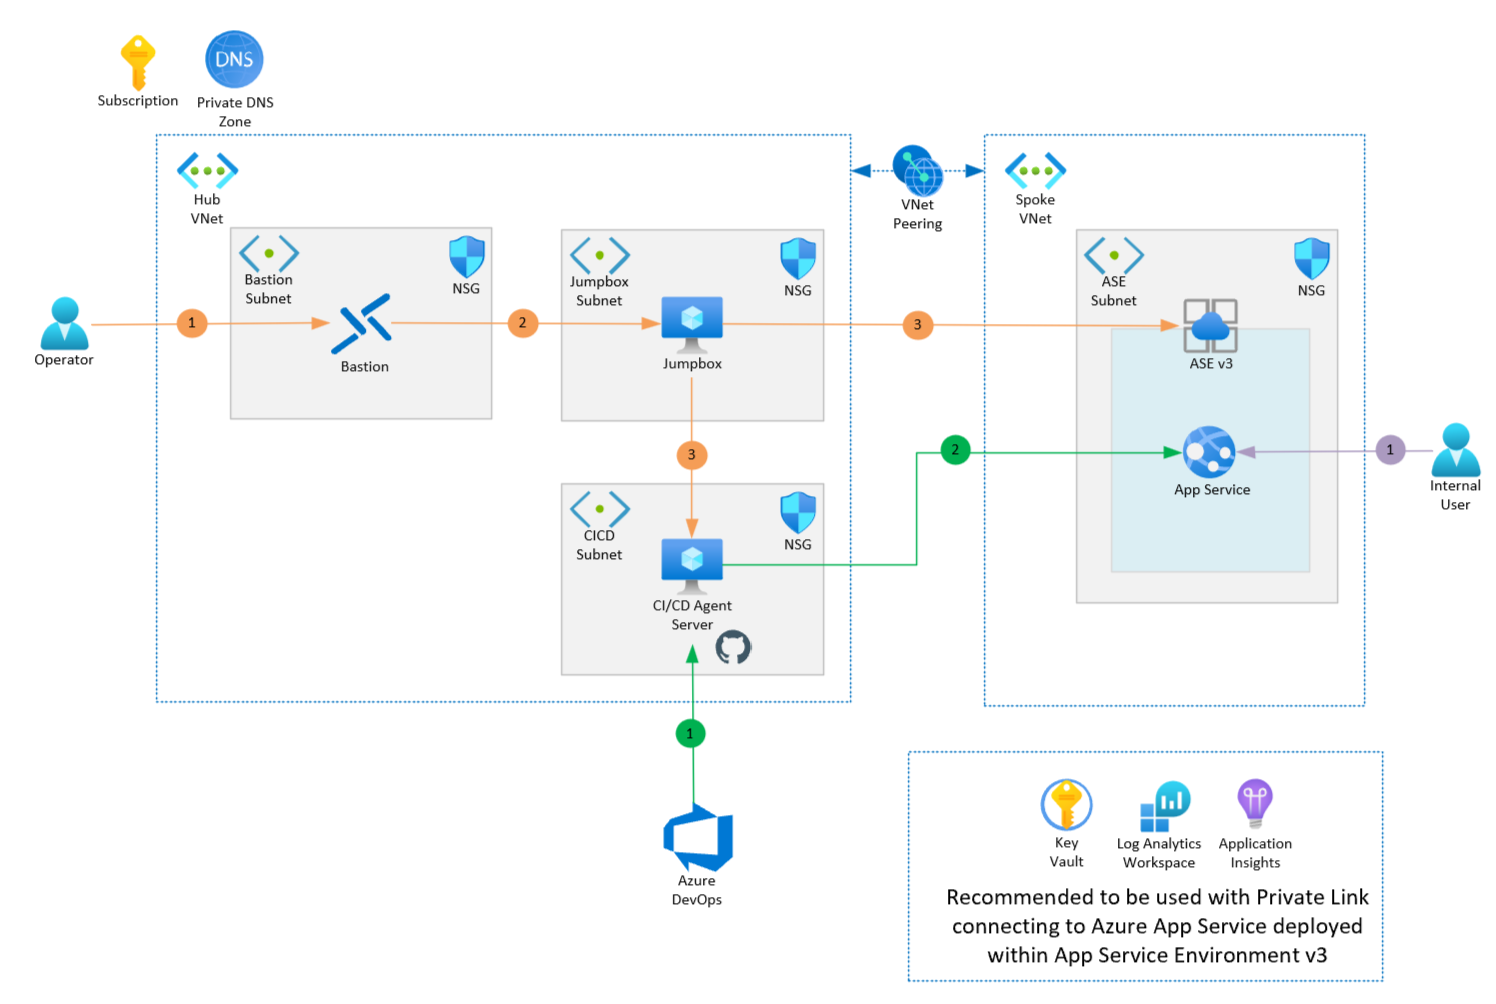 DNS
Subscription
Private DNS
Zone
Hub
VNet
VNet
Peering
Spoke
VNet
Bastion
Subnet
NSG
Jumpbox
Subnet
NSG
ASE
Subnet
NSG
Operator
1
Bastion
2
Jumpbox
3
ASE v3
3
2
App Service
1
Internal
User
CICD
Subnet
NSG
CI/CD Agent
Server
1
Azure
DevOps
Key
Vault
Log Analytics
Workspace
Application
Insights
Recommended to be used with Private Link
connecting to Azure App Service deployed
within App Service Environment v3